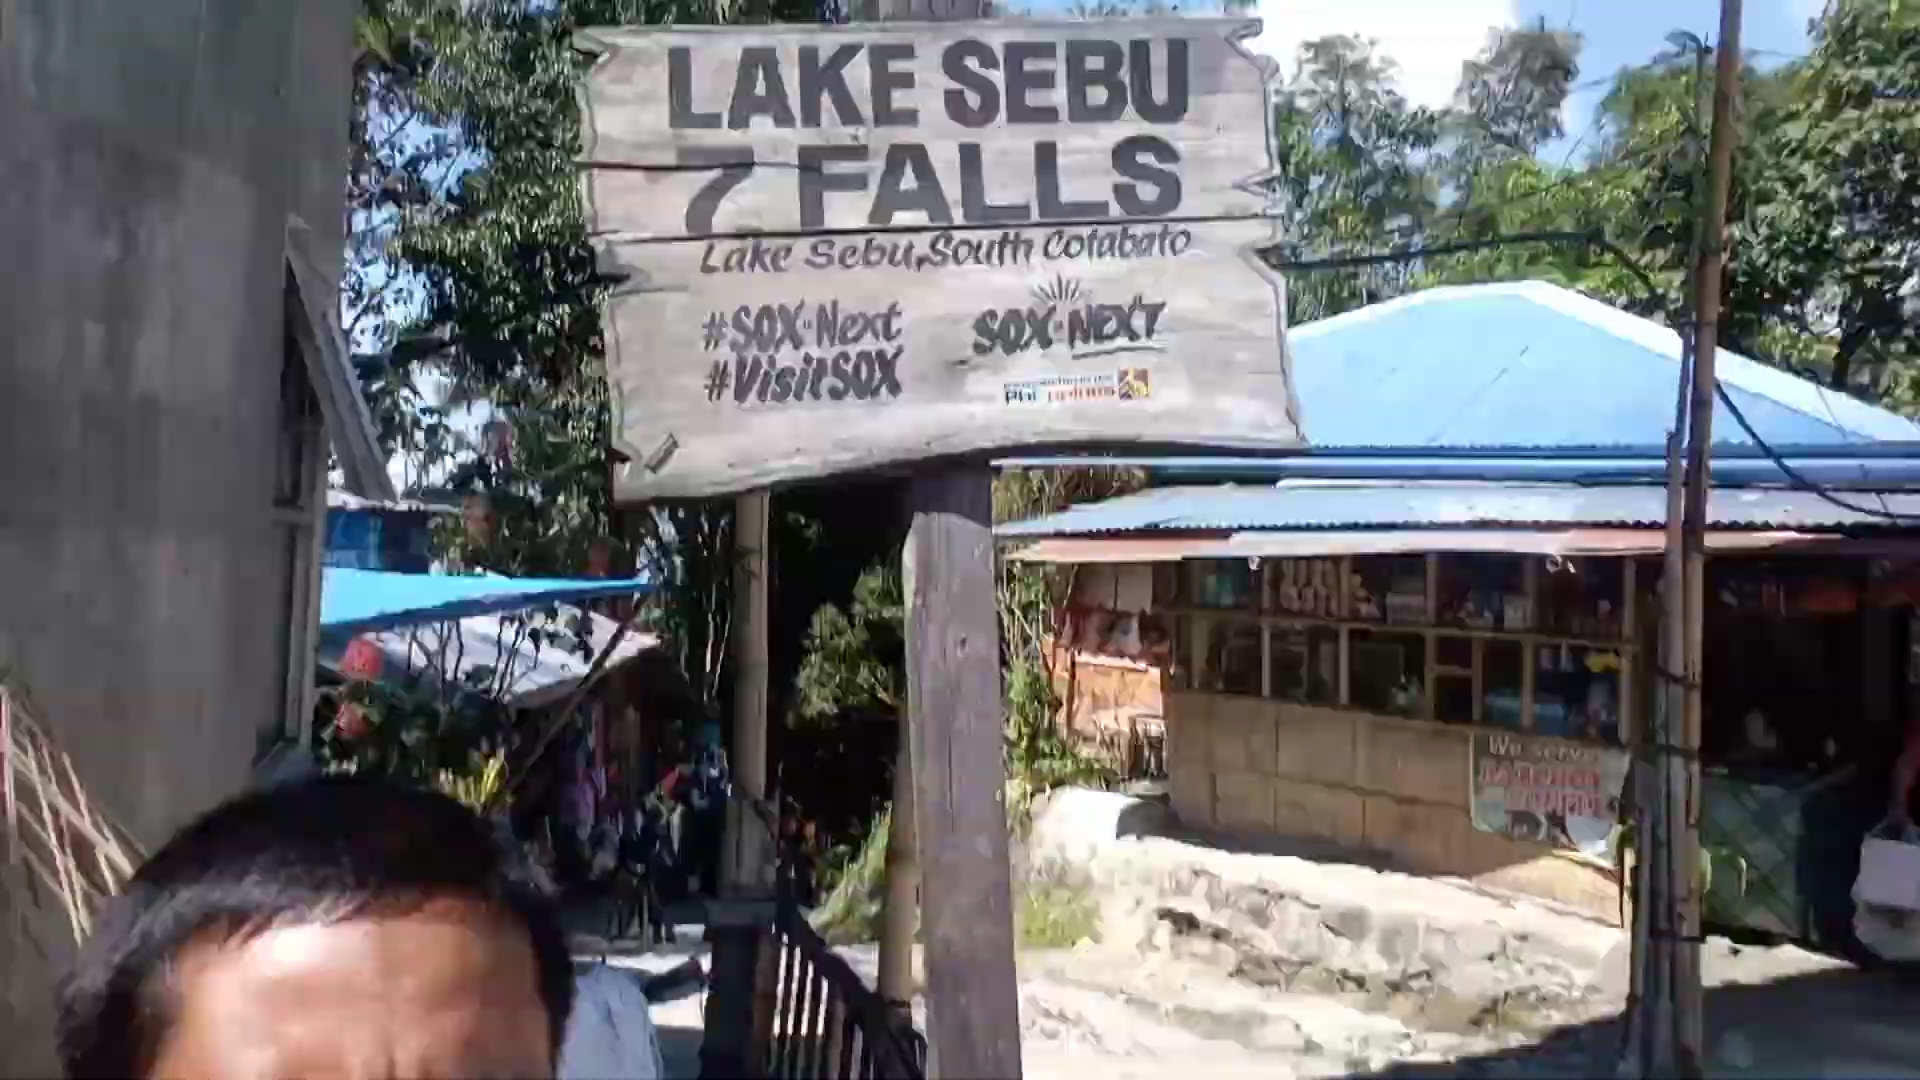 LAKE SEBU
7 FALLS
Lake Sebu, South Cotabato
#SOX-Next
#VisitSOX
SOX-NEXT
We serve